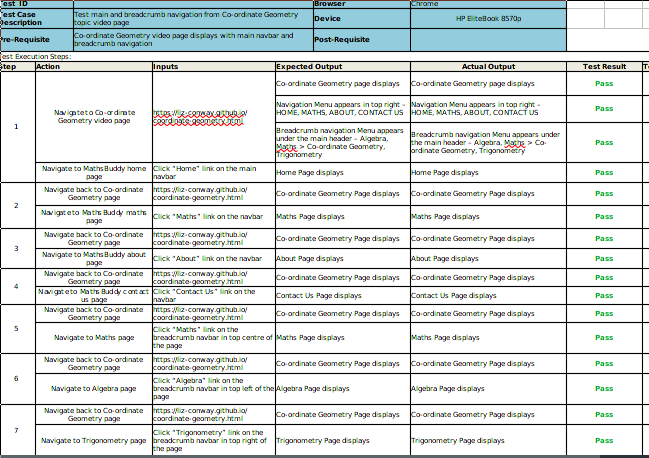 Test ID
Browser
Chrome
Test Case
Description
Test main and breadcrumb navigation from Co-ordinate Geometry
topic video page
Device
HP EliteBook 8570p
Pre-Requisite
Co-ordinate Geometry video page displays with main navbar and
breadcrumb navigation
Post-Requisite
Test Execution Steps:
Step
Action
Inputs
Expected Output
Actual Output
Test Result
1
Navigate to Co-ordinate
Geometry video page
https://liz-conway.github.io/
coordinate-geometry.html
Co-ordinate Geometry Page displays
Co-ordinate Geometry Page displays
Pass
Navigation Menu appears in top right –
HOME, MATHS, ABOUT, CONTACT US
Navigation Menu appears in top right –
HOME, MATHS, ABOUT, CONTACT US
Pass
Breadcrumb navigation Menu appears
under the main header – Algebra,
Maths > Co-ordinate Geometry,
Trigonometry
Breadcrumb navigation Menu appears under
the main header – Algebra, Maths > Co-
ordinate Geometry, Trigonometry
Pass
Navigate to MathsBuddy home
page
Click “Home” link on the main
navbar
Home Page displays
Home Page displays
Pass
2
Navigate back to Co-ordinate
Geometry page
https://liz-conway.github.io/
coordinate-geometry.html
Co-ordinate Geometry Page displays
Co-ordinate Geometry Page displays
Pass
Navigate to MathsBuddy maths
page
Click “Maths” link on the navbar
Maths Page displays
Maths Page displays
Pass
3
Navigate back to Co-ordinate
Geometry page
https://liz-conway.github.io/
coordinate-geometry.html
Co-ordinate Geometry Page displays
Co-ordinate Geometry Page displays
Pass
Navigate to MathsBuddy about
page
Click “About” link on the navbar
About Page displays
About Page displays
Pass
4
Navigate back to Co-ordinate
Geometry page
https://liz-conway.github.io/
coordinate-geometry.html
Co-ordinate Geometry Page displays
Co-ordinate Geometry Page displays
Pass
Navigate to MathsBuddy contact
us page
Click “Contact Us” link on the
navbar
Contact Us Page displays
Contact Us Page displays
Pass
5
Navigate back to Co-ordinate
Geometry page
https://liz-conway.github.io/
coordinate-geometry.html
Co-ordinate Geometry Page displays
Co-ordinate Geometry Page displays
Pass
Navigate to Maths page
Click “Maths” link on the
breadcrumb navbar in top centre of
the page
Maths Page displays
Maths Page displays
Pass
6
Navigate back to Co-ordinate
Geometry page
https://liz-conway.github.io/
coordinate-geometry.html
Co-ordinate Geometry Page displays
Co-ordinate Geometry Page displays
Pass
Navigate to Algebra page
Click “Algebra” link on the
breadcrumb navbar in top left of the
page
Algebra Page displays
Algebra Page displays
Pass
7
Navigate back to Co-ordinate
Geometry page
https://liz-conway.github.io/
coordinate-geometry.html
Co-ordinate Geometry Page displays
Co-ordinate Geometry Page displays
Pass
Navigate to Trigonometry page
Click “Trigonometry” link on the
breadcrumb navbar in top right of
the page
Trigonometry Page displays
Trigonometry Page displays
Pass